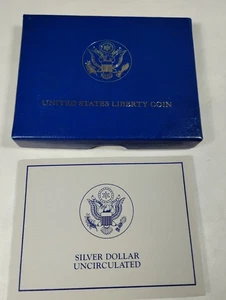 UNITED STATES LIBERTY COIN
SILVER DOLLAR
UNCIRCULATED